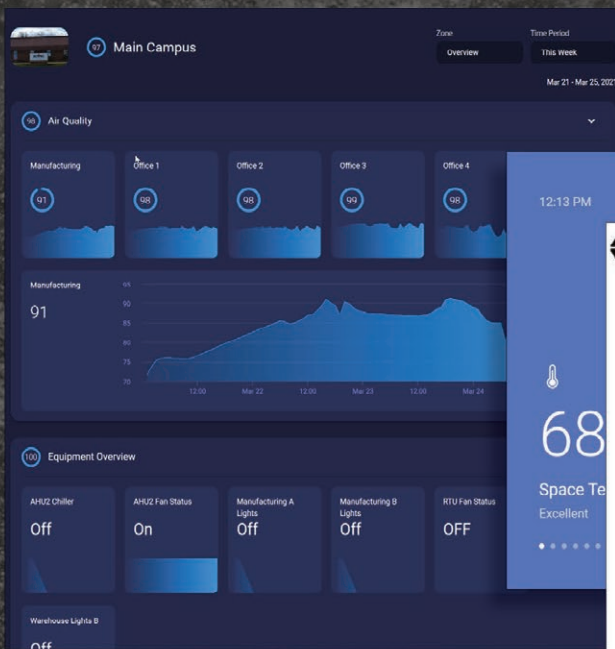 97 Main Campus
Zone
Overview
Time Period
This Week
Mar 21 - Mar 25, 2021
98 Air Quality
Manufacturing
91
Office 1
98
Office 2
98
Office 3
99
Office 4
98
Manufacturing
91
95
90
85
80
75
70
12:00 Mar 22 12:00 Mar 23 12:00 Mar 24
100 Equipment Overview
AHU2 Chiller
Off
AHU2 Fan Status
On
Manufacturing A
Lights
Off
Manufacturing B
Lights
Off
RTU Fan Status
OFF
Warehouse Lights B
Off
12:13 PM
68
Space Te
Excellent